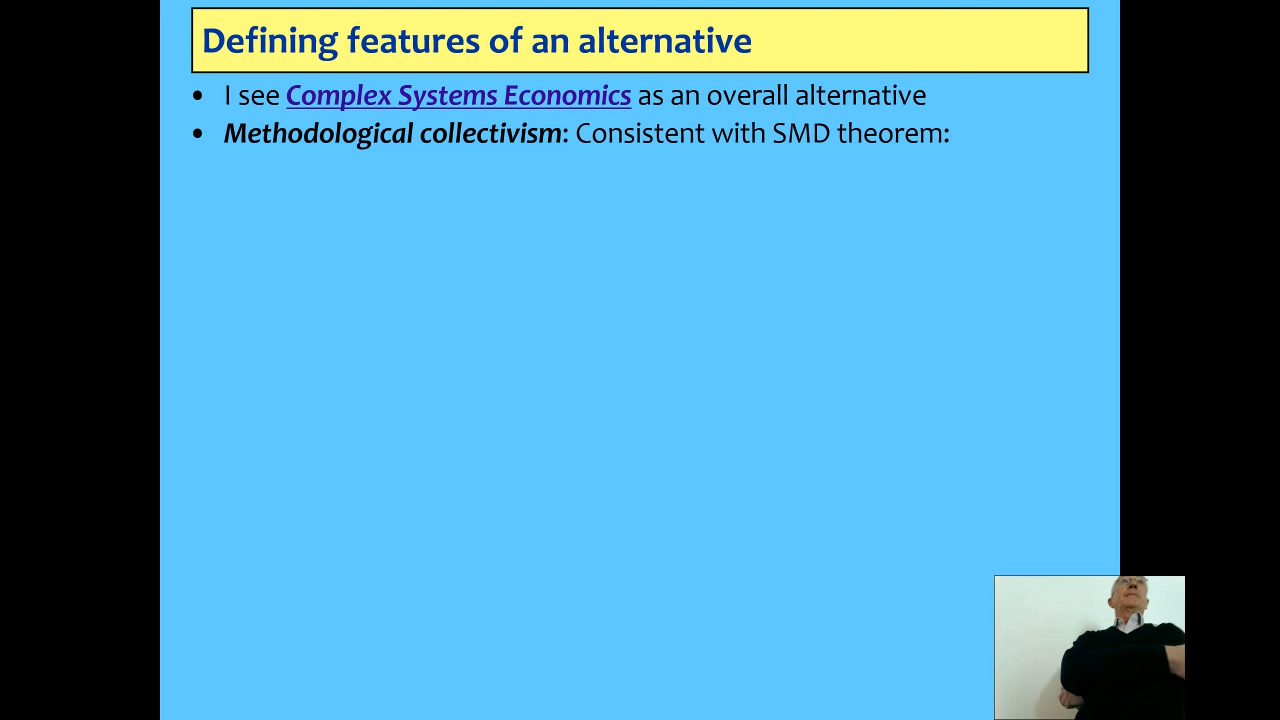 Defining features of an alternative
• I see Complex Systems Economics as an overall alternative
• Methodological collectivism: Consistent with SMD theorem: